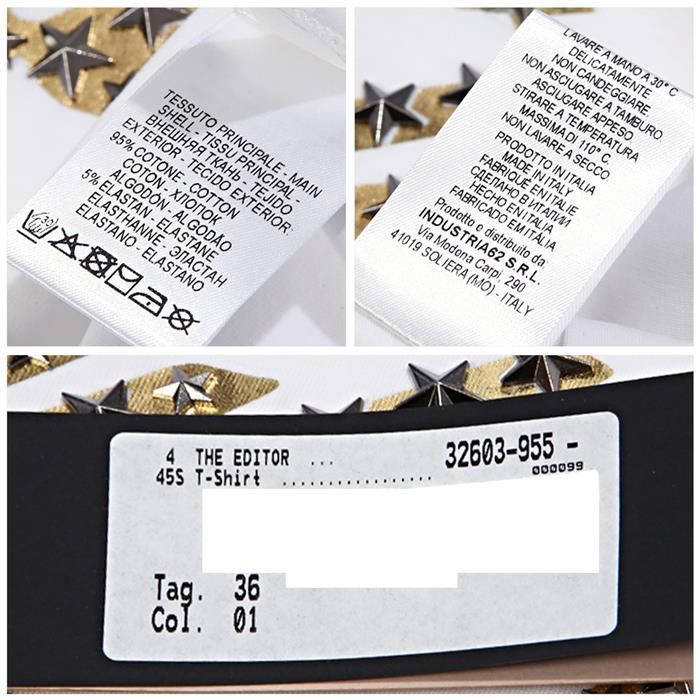 TESSUTO PRINCIPALE - MAIN
SHELL - TISSU PRINCIPAL -
ВНЕШНЯЯ ТКАНЬ - TEJIDO
EXTERIOR - TECIDO EXTERIOR:
95% COTONE - COTTON
COTON - ХЛОПОК
ALGODON - ALGODÃO
5% ELASTAN - ELASTANE
ELASTHANNE - ЭЛАСТАН
ELASTANO - ELASTANO
30
LAVARE A MANO A 30° C
DELICATAMENTE.
NON CANDEGGIARE.
NON ASCIUGARE A TAMBURO.
ASCIUGARE APPESO
STIRARE A TEMPERATURA
MASSIMA DI 110° C.
NON LAVARE A SECCO
PRODOTTO IN ITALIA
MADE IN ITALY
FABRIQUE EN ITALIE
СДЕЛАНО В ИТАЛИИ
HECHO EN ITALIA
FABRICADO EM ITALIA
Prodotto e distribuito da:
INDUSTRIA62 S.R.L.
Via Modena Carpi, 290
41019 SOLIERA (MO) - ITALY
4 THE EDITOR ... 32603-955 -
45S T-Shirt .................. 000099
Tag. 36
Col. 01